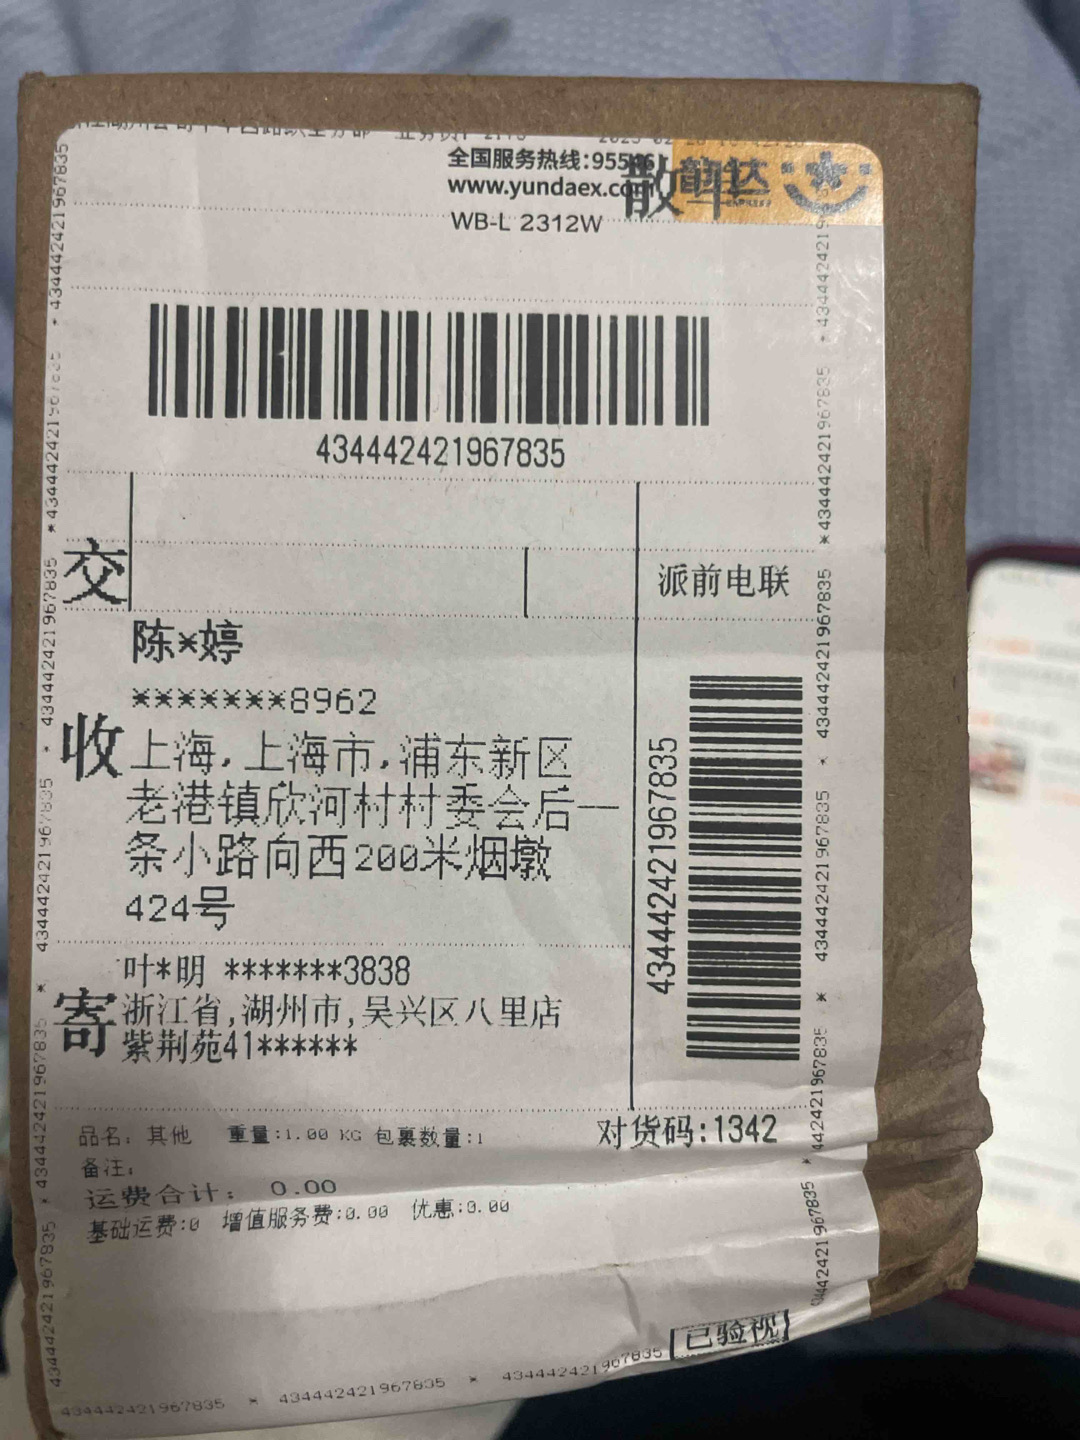 全国服务热线:95546
www.yundaex.com
散单
韵达
WB-L 2312W
434442421967835
交
派前电联
陈*婷
*******8962
收
上海,上海市,浦东新区
老港镇欣河村村委会后一
条小路向西200米烟墩
424号
434442421967835
叶*明 *******3838
寄
浙江省,湖州市,吴兴区八里店
紫荆苑41******
品名: 其他 重量:1.00 KG 包裹数量:1
对货码:1342
备注:
运费合计: 0.00
基础运费:0 增值服务费:0.00 优惠:0.00
已验视
434442421967835 * 434442421967835 * 434442421967835